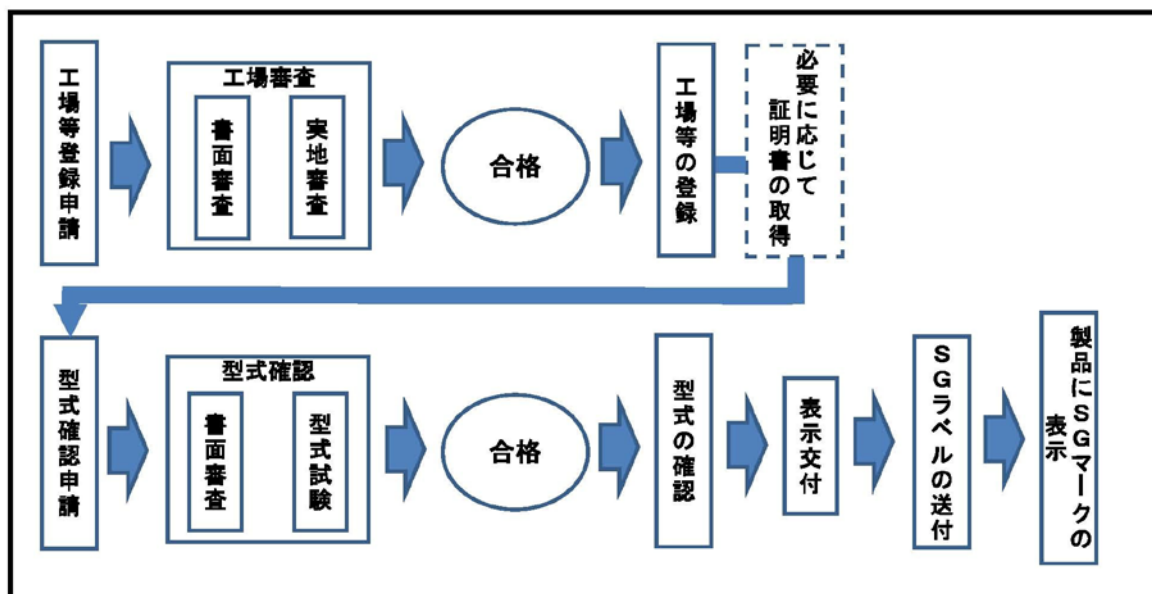 工場等登録申請
工場審査
書面審査
実地審査
合格
工場等の登録
必要に応じて
証明書の取得
型式確認申請
型式確認
書面審査
型式試験
合格
型式の確認
表示交付
ＳＧラベルの送付
製品にＳＧマークの
表示